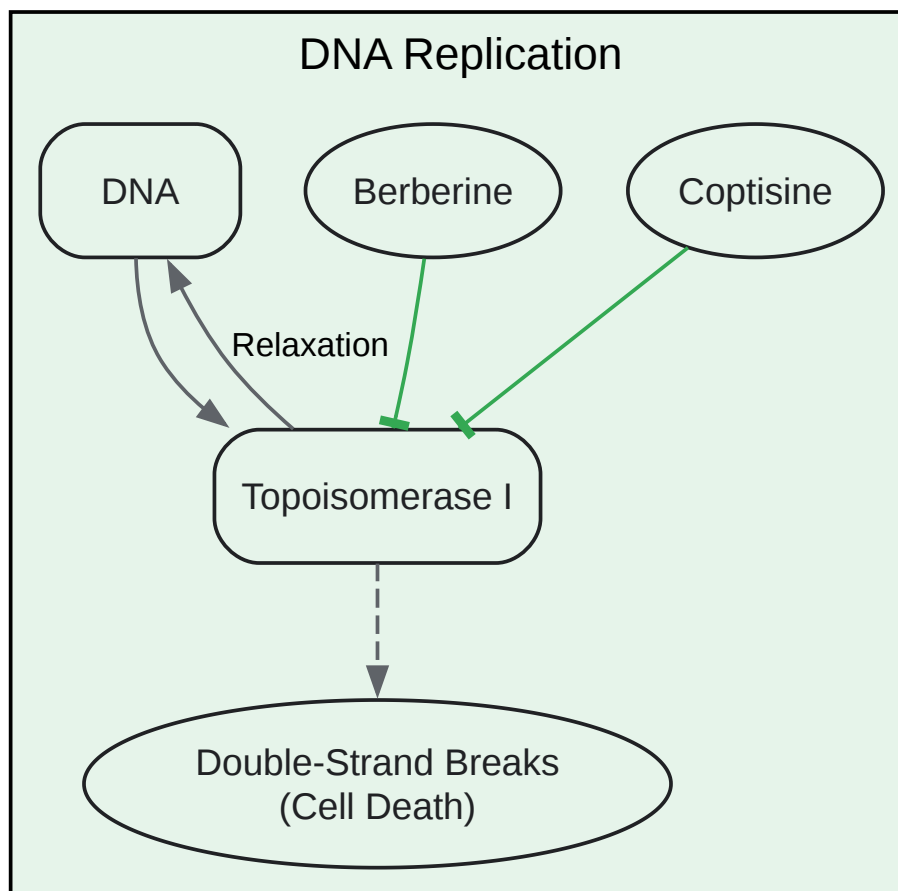 DNA Replication
DNA
Berberine
Coptisine
Relaxation
Topoisomerase I
Double-Strand Breaks
(Cell Death)